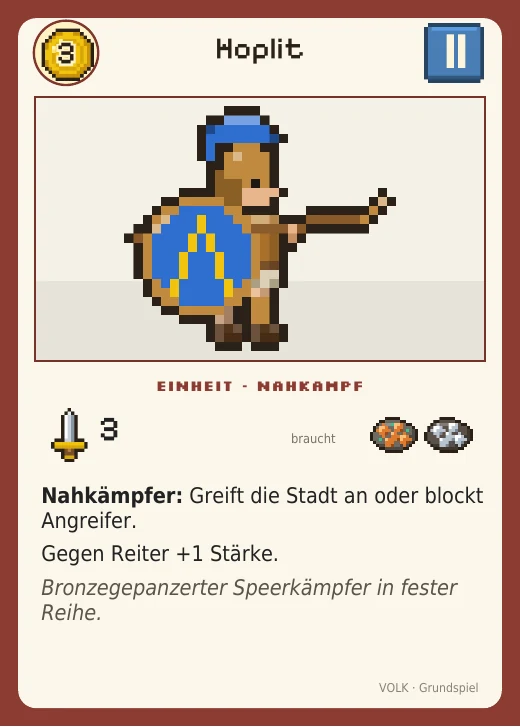 3
Hoplit
II
EINHEIT - NAHKAMPF
3
braucht
Nahkämpfer: Greift die Stadt an oder blockt
Angreifer.
Gegen Reiter +1 Stärke.
Bronzegepanzerter Speerkämpfer in fester
Reihe.
VOLK · Grundspiel